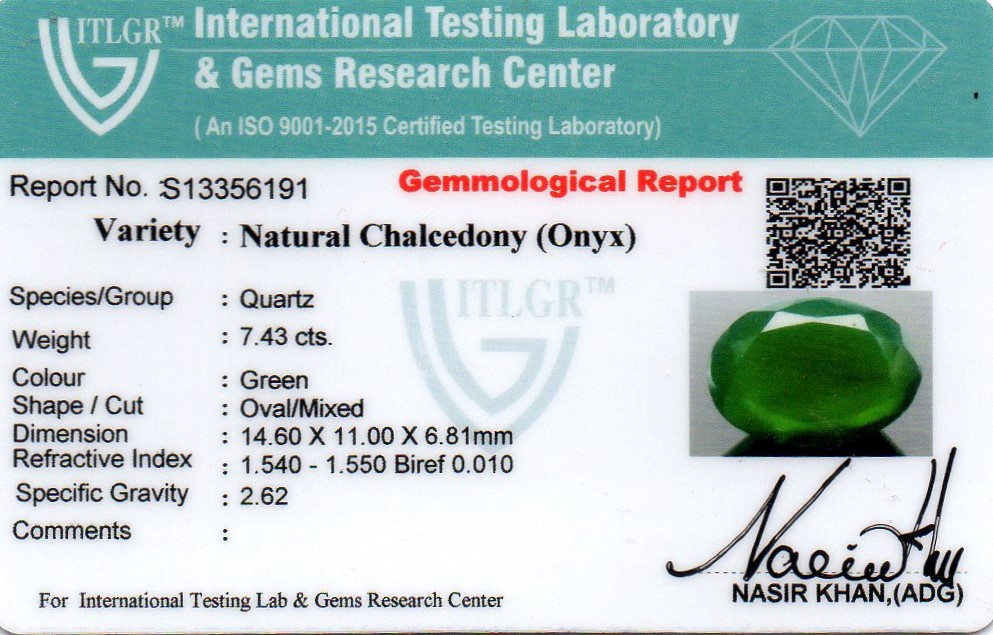 ITLGR™ International Testing Laboratory
& Gems Research Center
( An ISO 9001-2015 Certified Testing Laboratory)
Report No. :S13356191
Gemmological Report
Variety : Natural Chalcedony (Onyx)
ITLGR™
Species/Group : Quartz
Weight : 7.43 cts.
Colour : Green
Shape / Cut : Oval/Mixed
Dimension : 14.60 X 11.00 X 6.81mm
Refractive Index : 1.540 - 1.550 Biref 0.010
Specific Gravity : 2.62
Comments :
NASIR KHAN,(ADG)
For International Testing Lab & Gems Research Center